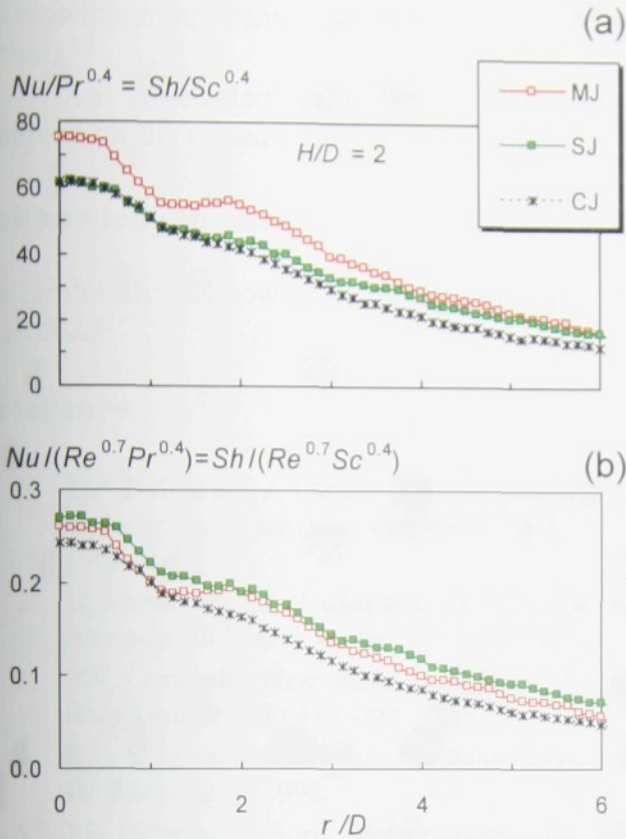 (a)
Nu/Pr^0.4 = Sh/Sc^0.4
MJ
SJ
CJ
H/D = 2
80
60
40
20
0
(b)
Nu/(Re^0.7Pr^0.4)=Sh/(Re^0.7Sc^0.4)
0.3
0.2
0.1
0.0
0 2 4 6
r/D